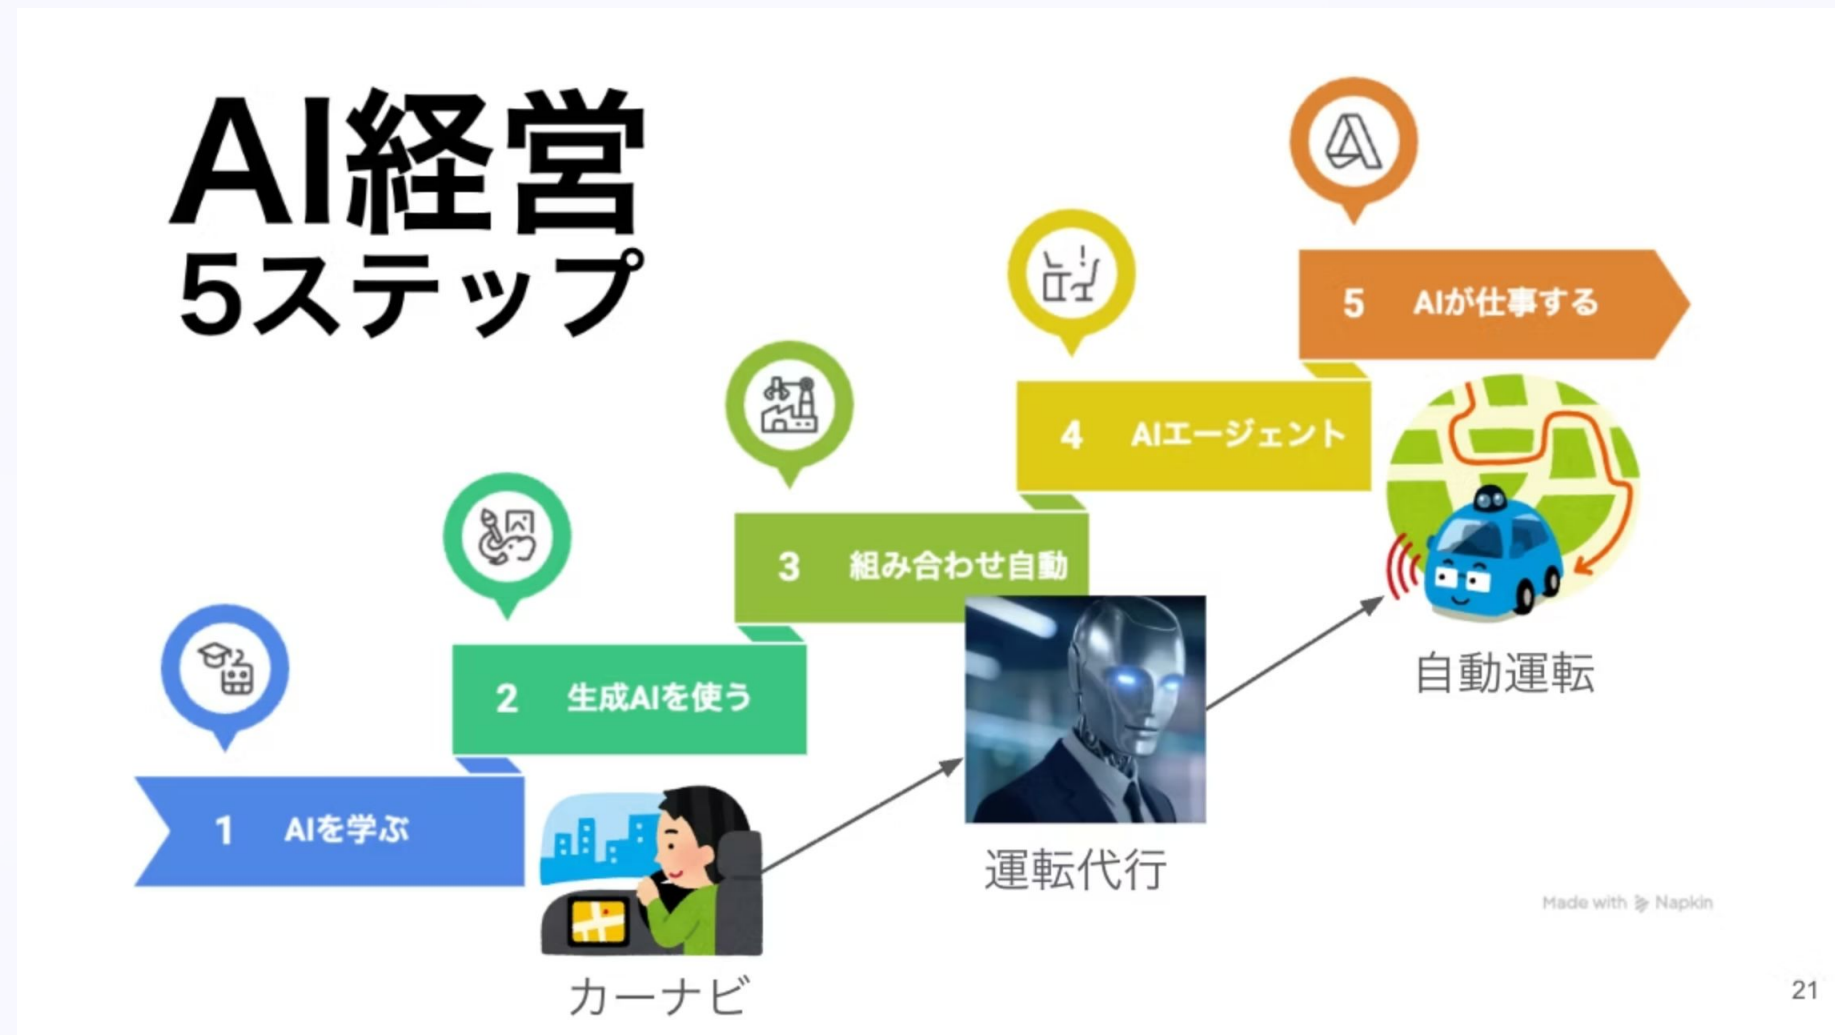 AI経営
5ステップ
5 AIが仕事する
4 AIエージェント
3 組み合わせ自動
2 生成AIを使う
1 AIを学ぶ
自動運転
運転代行
カーナビ
Made with Napkin
21